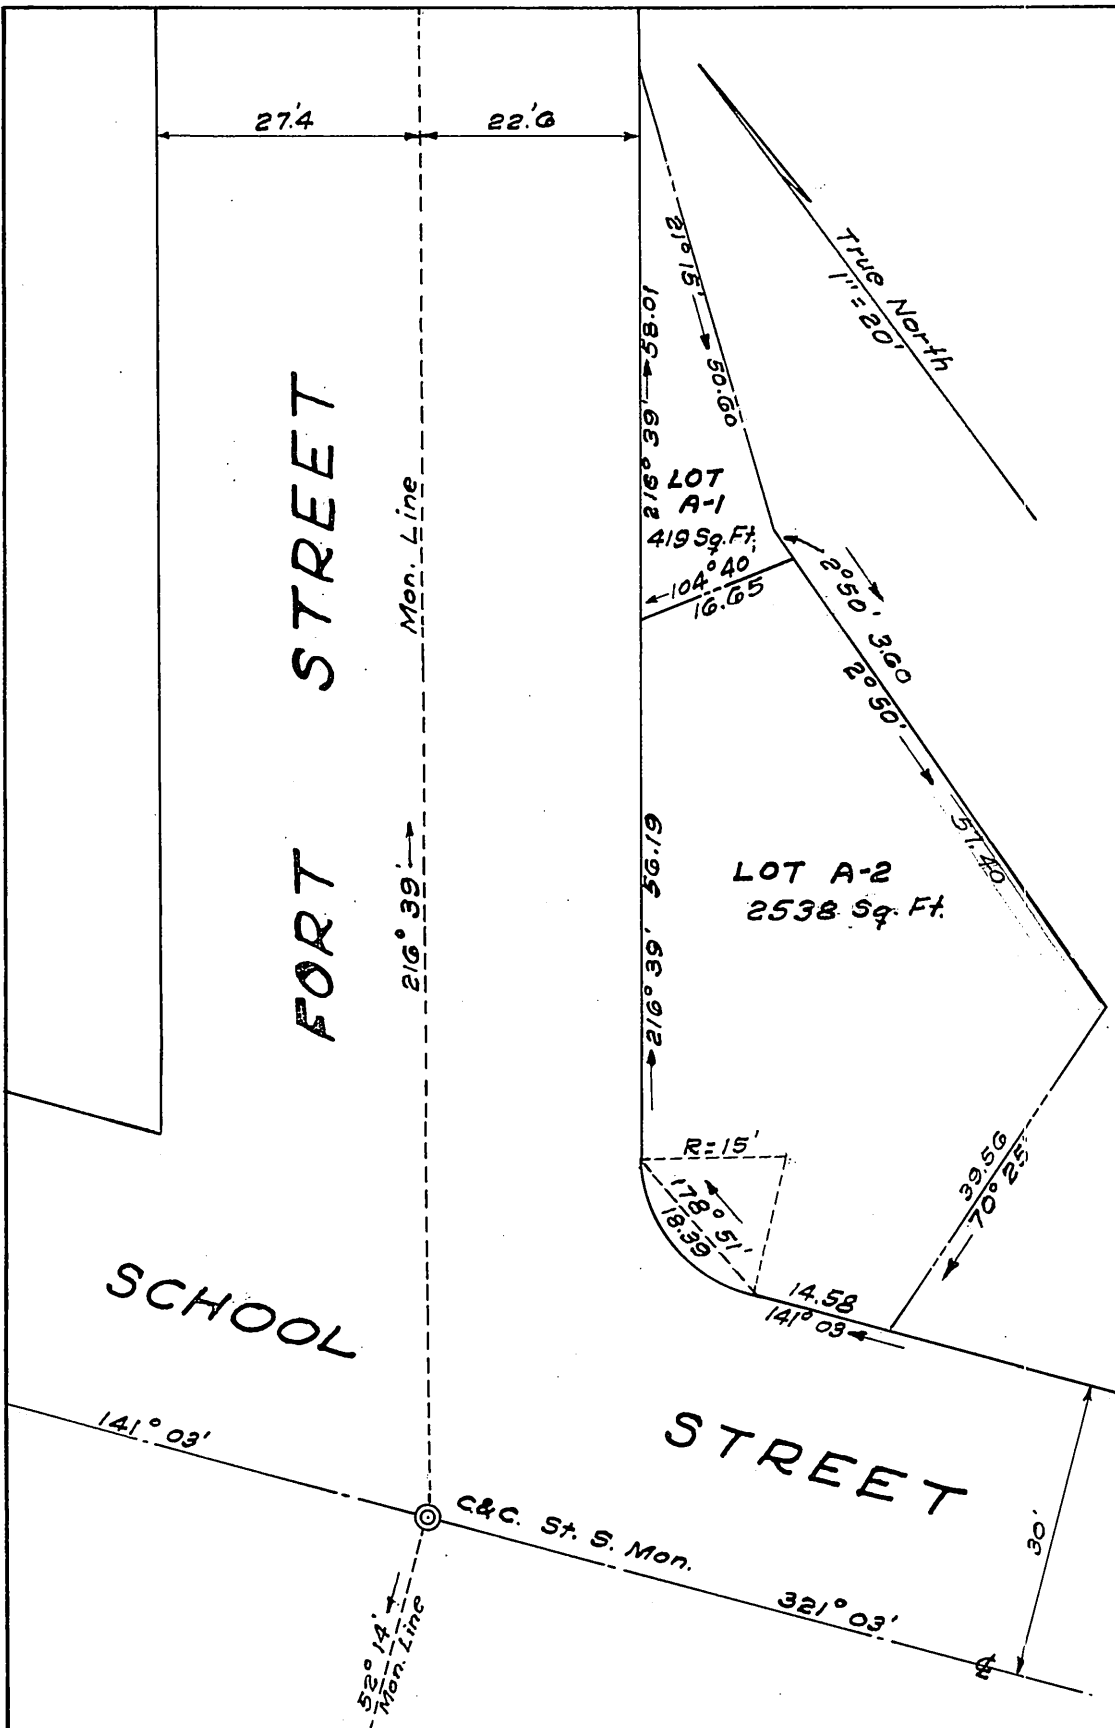 27.'4
22.'6
True North
1" = 20'
21° 15' 50.60
216° 39' 58.01
LOT
A-1
419 Sq. Ft.
104° 40'
16.65
2° 50' 3.60
2° 50' 57.40
FORT STREET
Mon. Line
216° 39'
216° 39' 56.19
LOT A-2
2538 Sq. Ft.
R=15'
178° 51'
18.39
39.56
70° 25'
14.58
141° 03'
SCHOOL STREET
141° 03'
C.&C. St. S. Mon.
321° 03'
℄
30'
52° 14'
Mon. Line